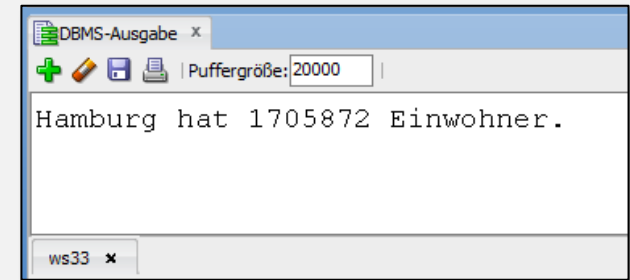 DBMS-Ausgabe x
Puffergröße: 20000
Hamburg hat 1705872 Einwohner.
ws33 x